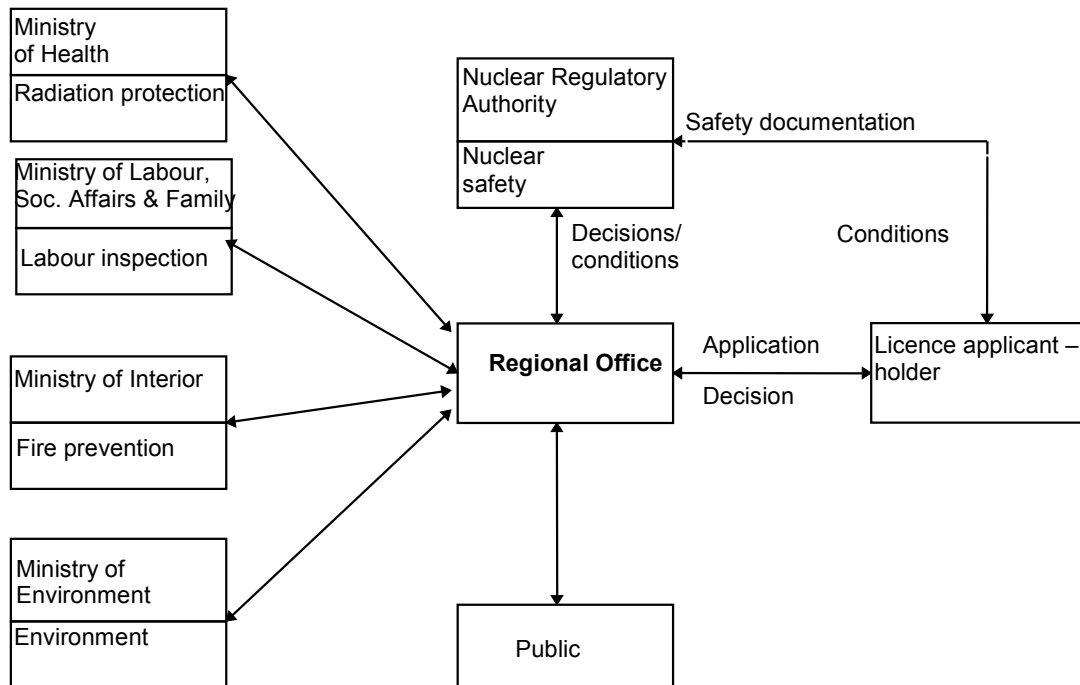 Ministry
of Health
Radiation protection
Ministry of Labour,
Soc. Affairs & Family
Labour inspection
Ministry of Interior
Fire prevention
Ministry of
Environment
Environment
Nuclear Regulatory
Authority
Nuclear
safety
Safety documentation
Decisions/
conditions
Conditions
Regional Office
Application
Decision
Licence applicant –
holder
Public